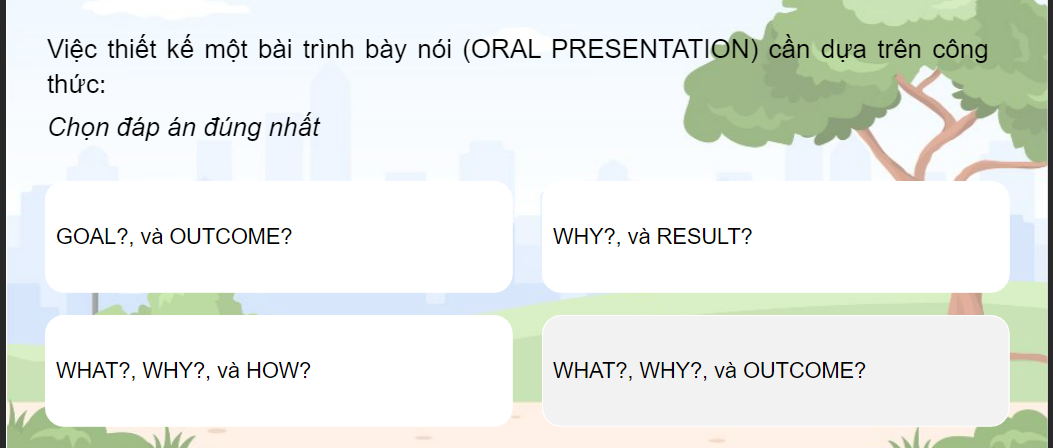 Việc thiết kế một bài trình bày nói (ORAL PRESENTATION) cần dựa trên công
thức:
Chọn đáp án đúng nhất
GOAL?, và OUTCOME?
WHY?, và RESULT?
WHAT?, WHY?, và HOW?
WHAT?, WHY?, và OUTCOME?